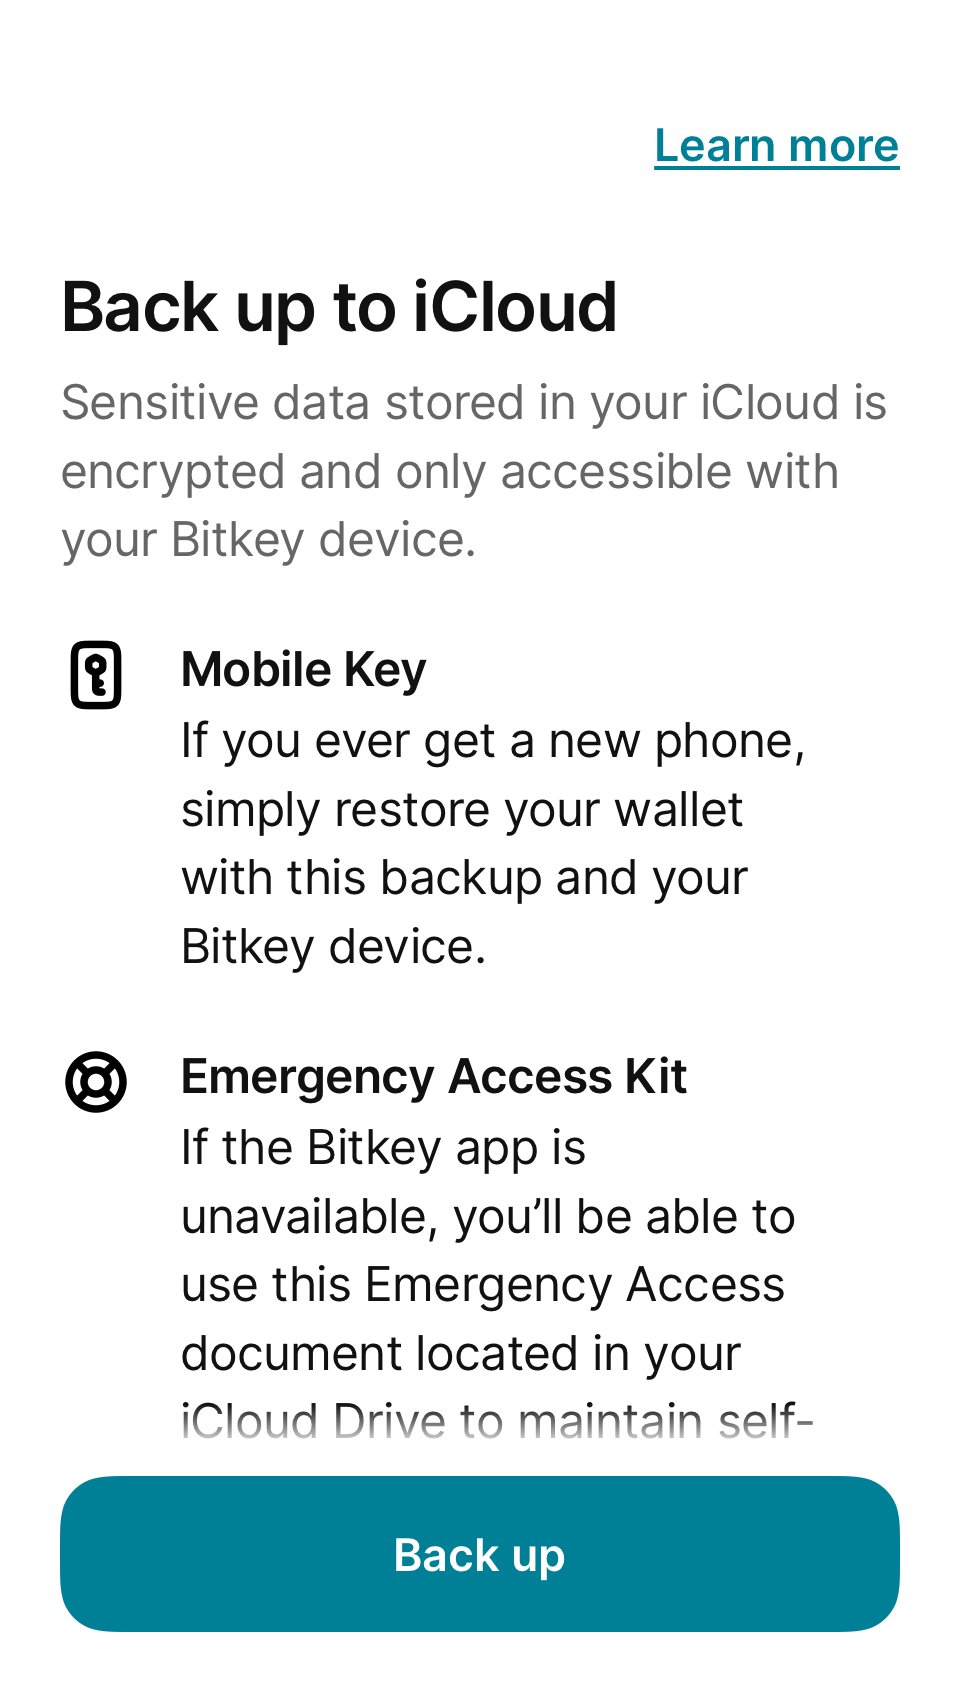 Learn more
Back up to iCloud
Sensitive data stored in your iCloud is
encrypted and only accessible with
your Bitkey device.
Mobile Key
If you ever get a new phone,
simply restore your wallet
with this backup and your
Bitkey device.
Emergency Access Kit
If the Bitkey app is
unavailable, you’ll be able to
use this Emergency Access
document located in your
iCloud Drive to maintain self-
Back up